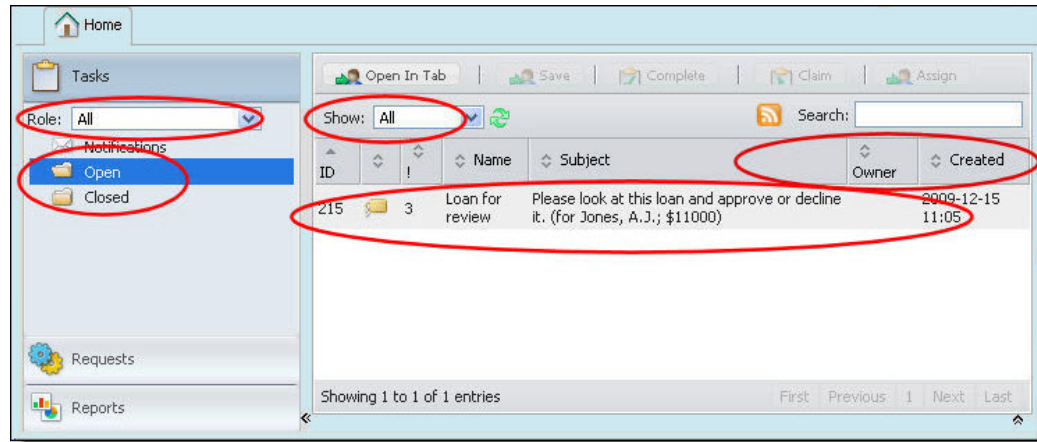 Home
Tasks
Open In Tab Save Complete Claim Assign
Role: All
Show: All Search:
Notifications
Open
Closed
ID ! Name Subject Owner Created
215 3 Loan for review Please look at this loan and approve or decline it. (for Jones, A.J.; $11000) 2009-12-15 11:05
Requests
Reports
Showing 1 to 1 of 1 entries First Previous 1 Next Last